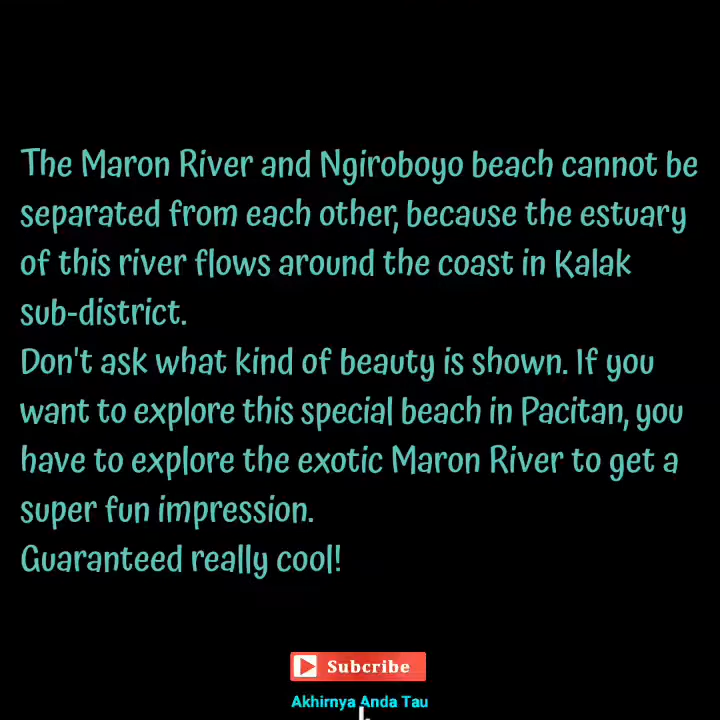 The Maron River and Ngiroboyo beach cannot be
separated from each other, because the estuary
of this river flows around the coast in Kalak
sub-district.
Don't ask what kind of beauty is shown. If you
want to explore this special beach in Pacitan, you
have to explore the exotic Maron River to get a
super fun impression.
Guaranteed really cool!
Subcribe
Akhirnya Anda Tau